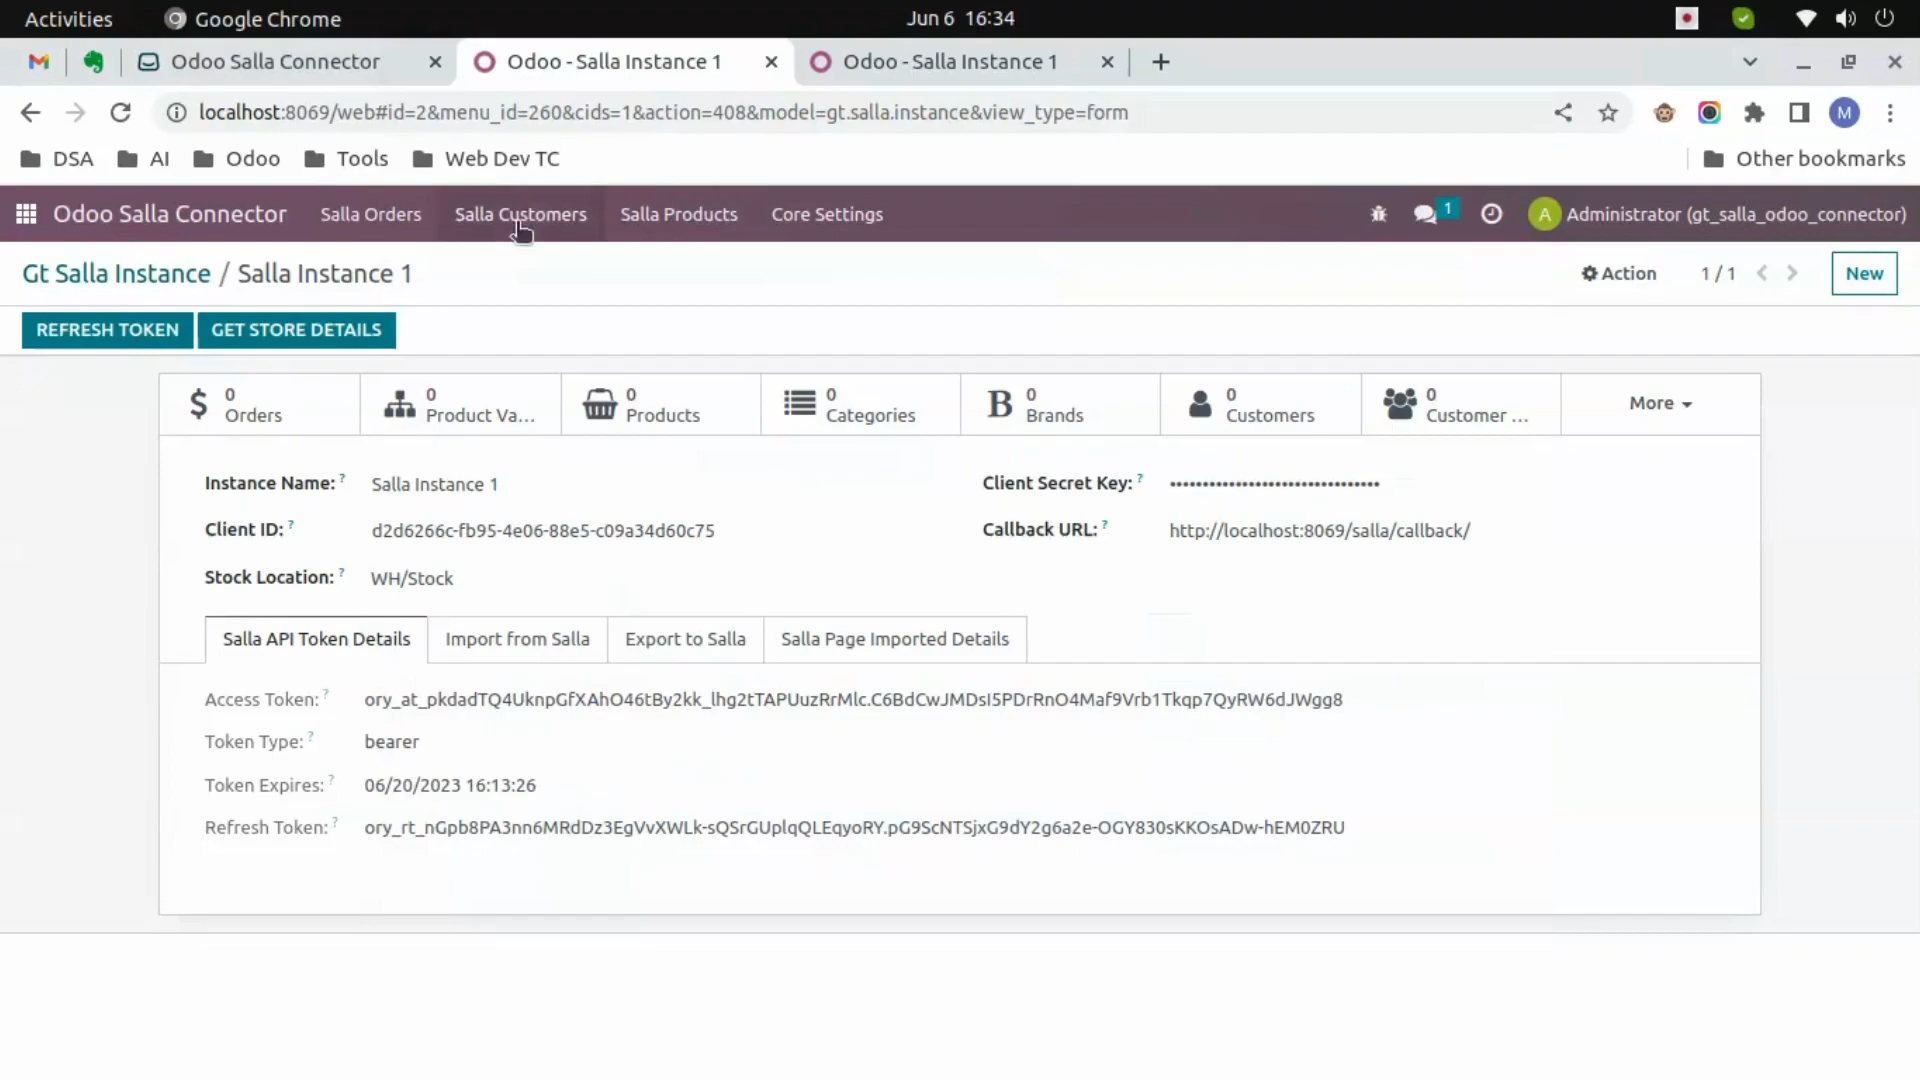 Activities Google Chrome Jun 6 16:34
Odoo Salla Connector Odoo - Salla Instance 1 Odoo - Salla Instance 1
localhost:8069/web#id=2&menu_id=260&cids=1&action=408&model=gt.salla.instance&view_type=form M
DSA AI Odoo Tools Web Dev TC Other bookmarks
Odoo Salla Connector Salla Orders Salla Customers Salla Products Core Settings 1 A Administrator (gt_salla_odoo_connector)
Gt Salla Instance / Salla Instance 1 Action 1 / 1 New
REFRESH TOKEN GET STORE DETAILS
0 0 0 0 0 0 0
Orders Product Va... Products Categories Brands Customers Customer ... More
Instance Name: ? Salla Instance 1 Client Secret Key: ? ••••••••••••••••••••••••••••••••
Client ID: ? d2d6266c-fb95-4e06-88e5-c09a34d60c75 Callback URL: ? http://localhost:8069/salla/callback/
Stock Location: ? WH/Stock
Salla API Token Details Import from Salla Export to Salla Salla Page Imported Details
Access Token: ? ory_at_pkdadTQ4UknpGfXAhO46tBy2kk_lhg2tTAPUuzRrMlc.C6BdCwJMDsI5PDrRnO4Maf9Vrb1Tkqp7QyRW6dJWgg8
Token Type: ? bearer
Token Expires: ? 06/20/2023 16:13:26
Refresh Token: ? ory_rt_nGpb8PA3nn6MRdDz3EgVvXWLk-sQSrGUplqQLEqyoRY.pG9ScNTSjxG9dY2g6a2e-OGY830sKKOsADw-hEM0ZRU